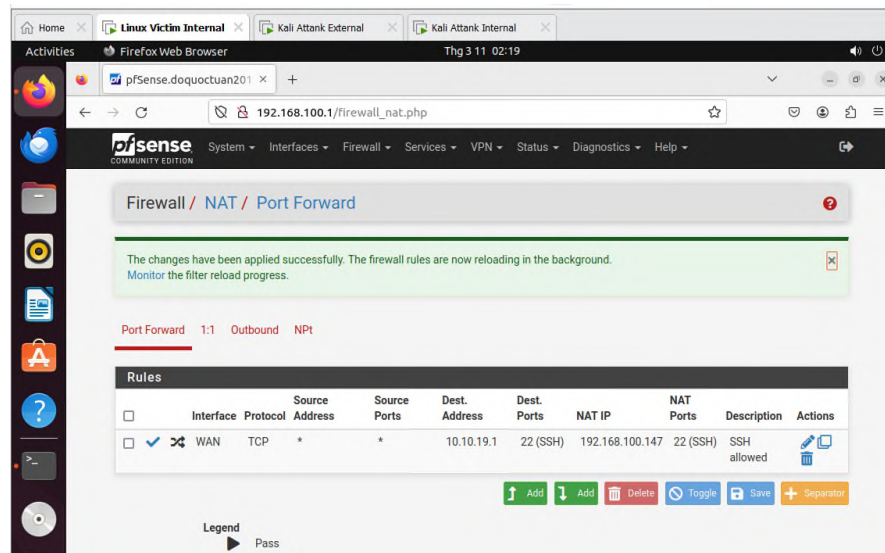 Home × Linux Victim Internal × Kali Attank External × Kali Attank Internal ×
Activities Firefox Web Browser Thg 3 11 02:19
pfSense.doquoctuan201 × +
192.168.100.1/firewall_nat.php
pfsense System Interfaces Firewall Services VPN Status Diagnostics Help
COMMUNITY EDITION
Firewall / NAT / Port Forward
The changes have been applied successfully. The firewall rules are now reloading in the background.
Monitor the filter reload progress.
Port Forward 1:1 Outbound NPt
Rules
Interface Protocol Source Address Source Ports Dest. Address Dest. Ports NAT IP NAT Ports Description Actions
WAN TCP * * 10.10.19.1 22 (SSH) 192.168.100.147 22 (SSH) SSH allowed
Add Add Delete Toggle Save Separator
Legend
Pass